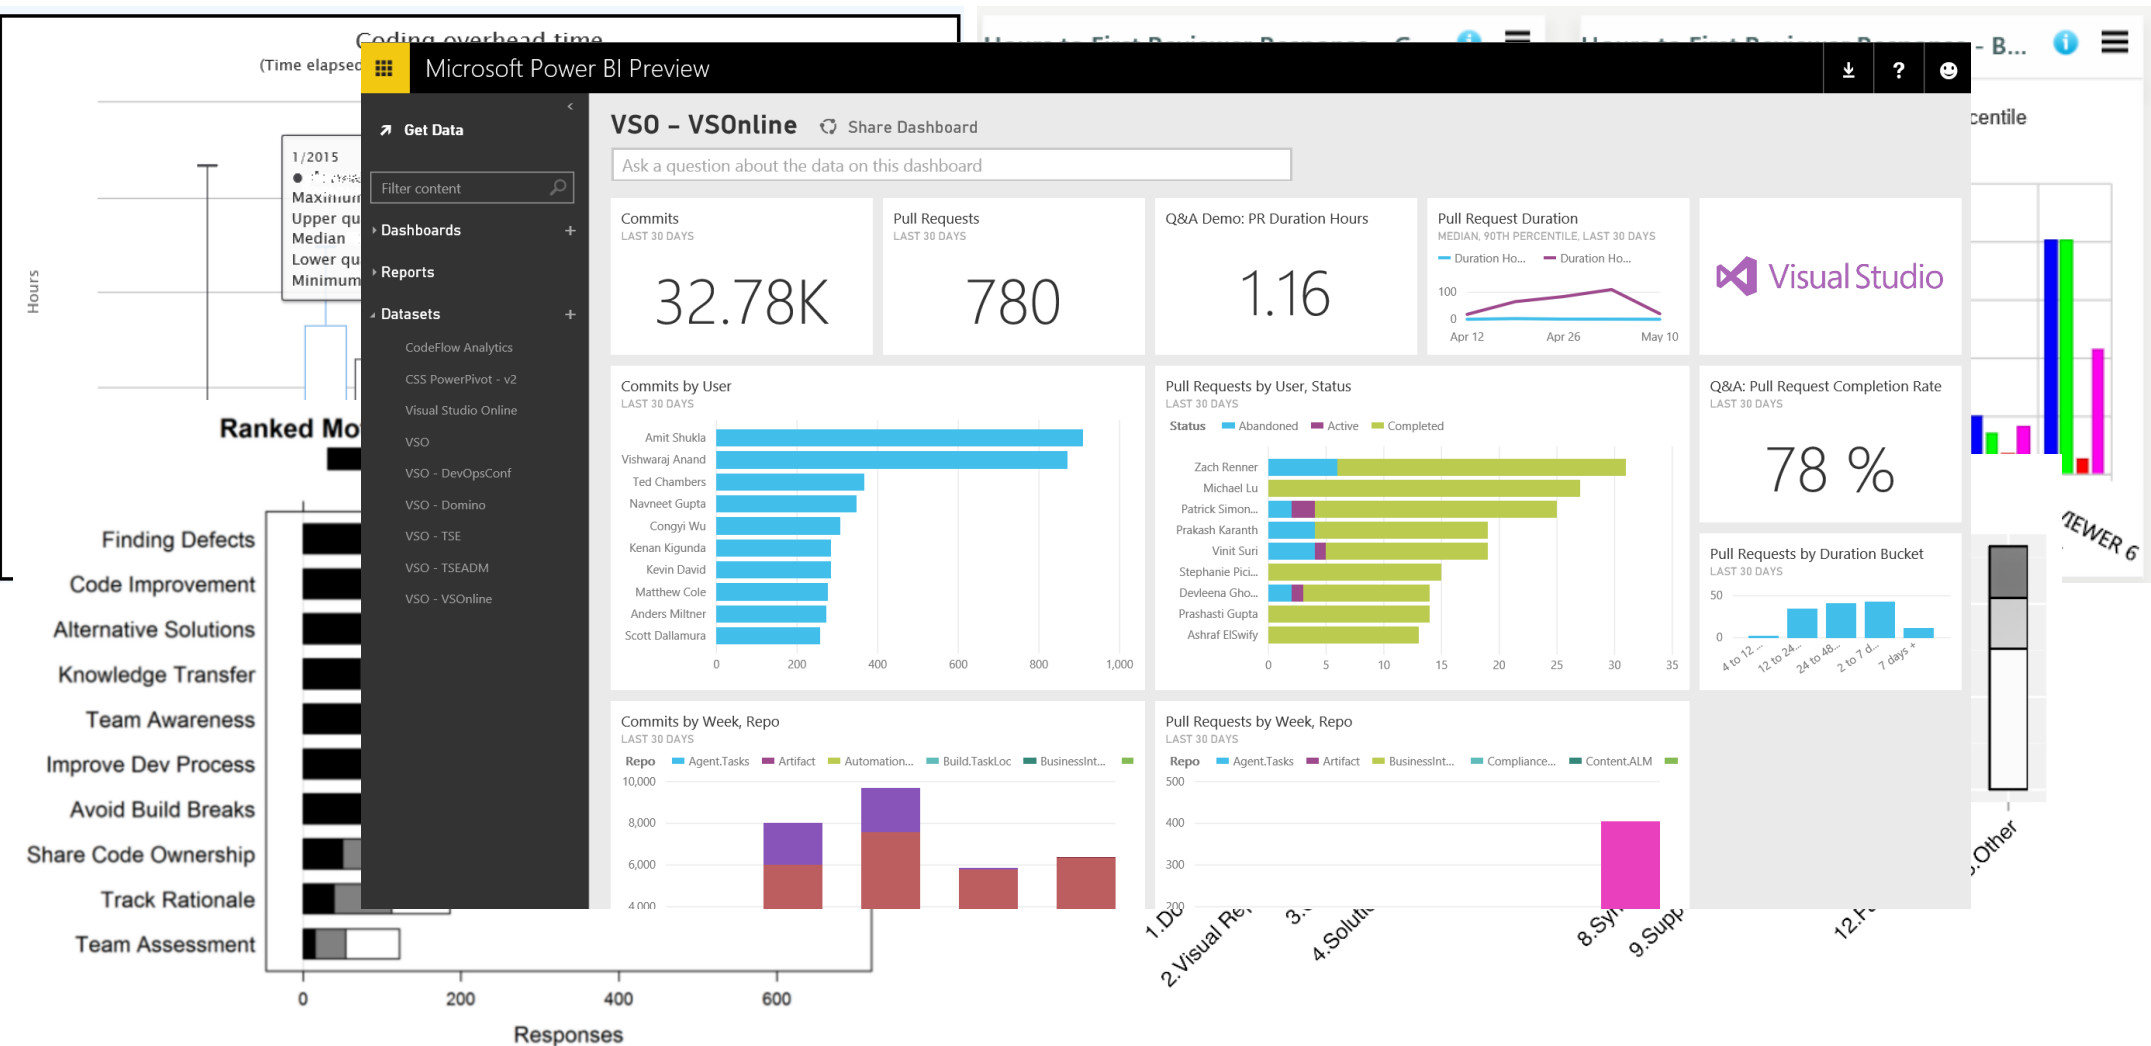 Coding overhead time
(Time elapsed
Hours
1/2015
Maximum
Upper qu
Median
Lower qu
Minimum
Ranked Mo
Finding Defects
Code Improvement
Alternative Solutions
Knowledge Transfer
Team Awareness
Improve Dev Process
Avoid Build Breaks
Share Code Ownership
Track Rationale
Team Assessment
0 200 400 600
Responses
Hours to First Reviewer Response - C
Hours to First Reviewer Response - B...
centile
VIEWER 6
Microsoft Power BI Preview
?
Get Data
Filter content
Dashboards +
Reports
Datasets +
CodeFlow Analytics
CSS PowerPivot - v2
Visual Studio Online
VSO
VSO - DevOpsConf
VSO - Domino
VSO - TSE
VSO - TSEADM
VSO - VSOnline
VSO - VSOnline
Share Dashboard
Ask a question about the data on this dashboard
Commits
LAST 30 DAYS
32.78K
Pull Requests
LAST 30 DAYS
780
Q&A Demo: PR Duration Hours
1.16
Pull Request Duration
MEDIAN, 90TH PERCENTILE, LAST 30 DAYS
Duration Ho... Duration Ho...
100
0
Apr 12 Apr 26 May 10
Visual Studio
Commits by User
LAST 30 DAYS
Amit Shukla
Vishwaraj Anand
Ted Chambers
Navneet Gupta
Congyi Wu
Kenan Kigunda
Kevin David
Matthew Cole
Anders Miltner
Scott Dallamura
0 200 400 600 800 1,000
Pull Requests by User, Status
LAST 30 DAYS
Status Abandoned Active Completed
Zach Renner
Michael Lu
Patrick Simon...
Prakash Karanth
Vinit Suri
Stephanie Pici...
Devleena Gho...
Prashasti Gupta
Ashraf ElSwify
0 5 10 15 20 25 30 35
Q&A: Pull Request Completion Rate
LAST 30 DAYS
78 %
Pull Requests by Duration Bucket
LAST 30 DAYS
50
0
4 to 12 ...
12 to 24...
24 to 48...
2 to 7 d...
7 days +
Commits by Week, Repo
LAST 30 DAYS
Repo Agent.Tasks Artifact Automation... Build.TaskLoc BusinessInt...
10,000
8,000
6,000
4,000
Pull Requests by Week, Repo
LAST 30 DAYS
Repo Agent.Tasks Artifact BusinessInt... Compliance... Content.ALM
500
400
300
200
1.Do
2.Visual Re
3.
4.Soluti
8.Syn
9.Supp
12.F
.Other